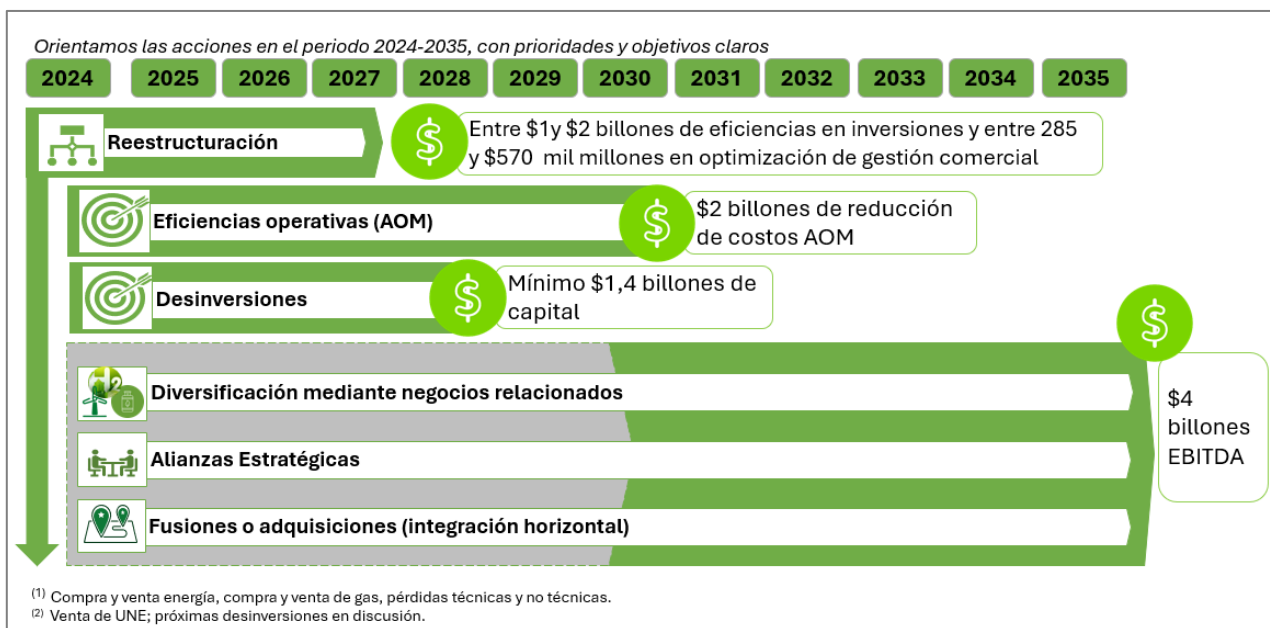 Orientamos las acciones en el periodo 2024-2035, con prioridades y objetivos claros
2024 2025 2026 2027 2028 2029 2030 2031 2032 2033 2034 2035
Reestructuración
Entre $1y $2 billones de eficiencias en inversiones y entre 285
y $570 mil millones en optimización de gestión comercial
Eficiencias operativas (AOM)
$2 billones de reducción
de costos AOM
Desinversiones
Mínimo $1,4 billones de
capital
Diversificación mediante negocios relacionados
Alianzas Estratégicas
Fusiones o adquisiciones (integración horizontal)
$4
billones
EBITDA
(1) Compra y venta energía, compra y venta de gas, pérdidas técnicas y no técnicas.
(2) Venta de UNE; próximas desinversiones en discusión.